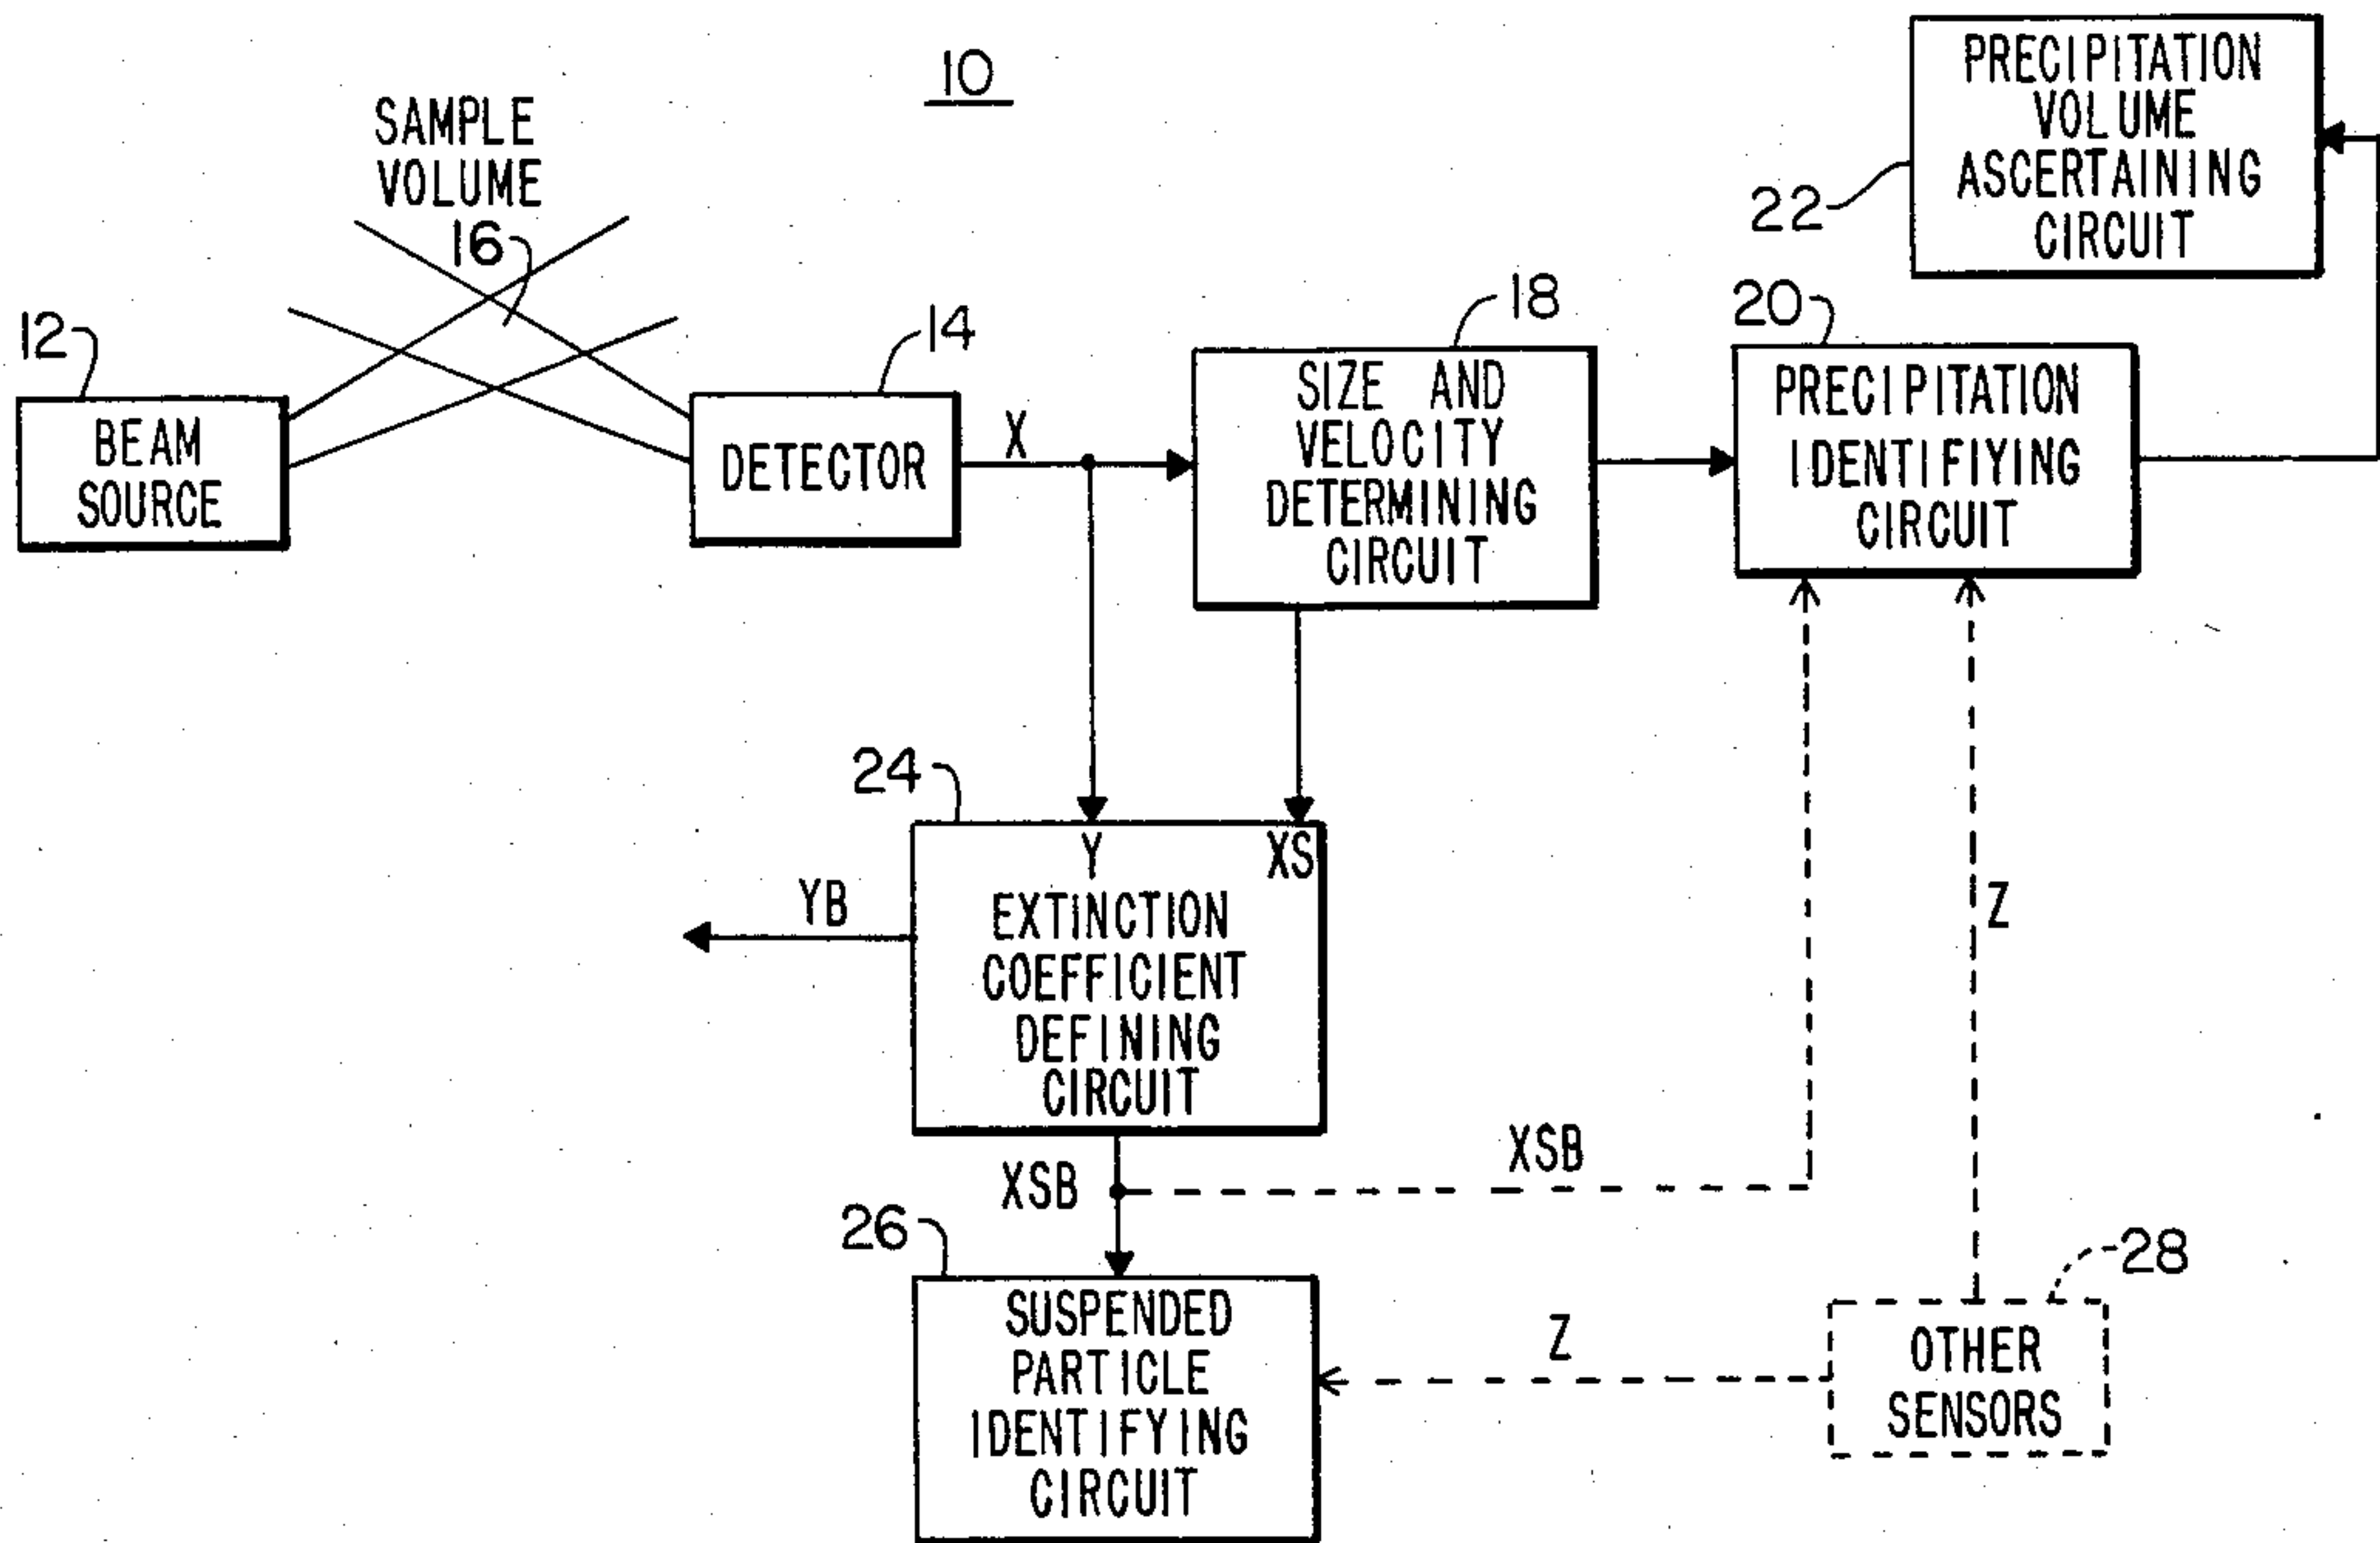 10
SAMPLE
VOLUME
16
12
BEAM
SOURCE
14
DETECTOR
X
18
SIZE AND
VELOCITY
DETERMINING
CIRCUIT
20
PRECIPITATION
IDENTIFIYING
CIRCUIT
22
PRECIPITATION
VOLUME
ASCERTAINING
CIRCUIT
24
Y XS
EXTINCTION
COEFFICIENT
DEFINING
CIRCUIT
YB
XSB
XSB
Z
26
SUSPENDED
PARTICLE
IDENTIFYING
CIRCUIT
Z
28
OTHER
SENSORS